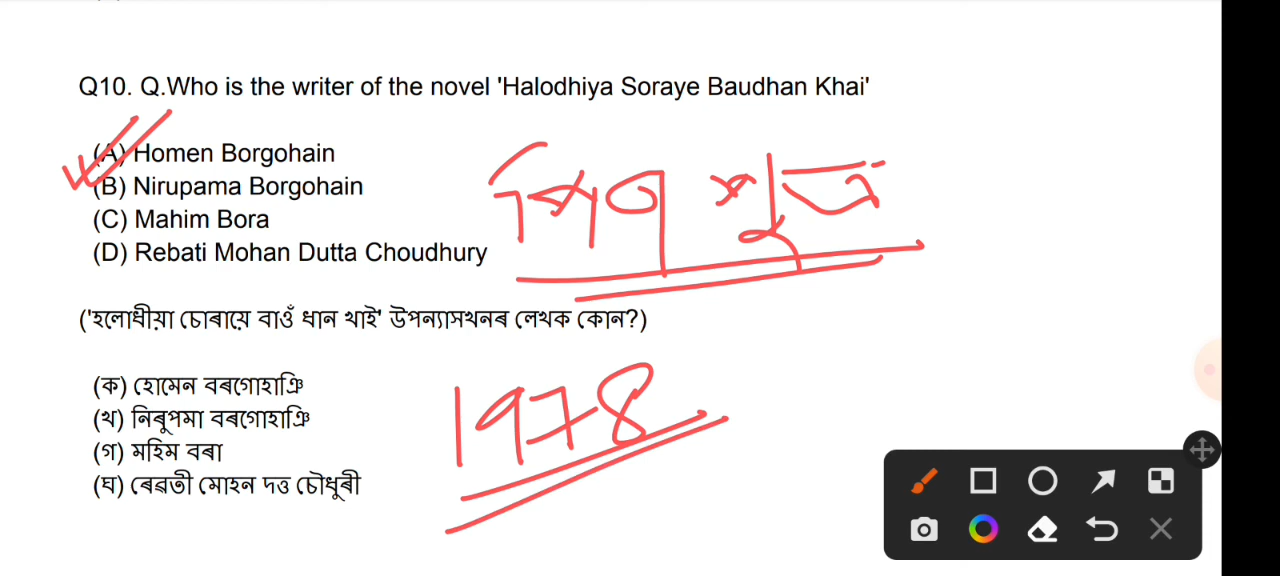 Q10. Q.Who is the writer of the novel 'Halodhiya Soraye Baudhan Khai'
(A) Homen Borgohain
(B) Nirupama Borgohain
(C) Mahim Bora
(D) Rebati Mohan Dutta Choudhury
('হলোধীয়া চোৰায়ে বাওঁ ধান খাই' উপন্যাসখনৰ লেখক কোন?)
(ক) হোমেন বৰগোহাঞি
(খ) নিৰুপমা বৰগোহাঞি
(গ) মহিম বৰা
(ঘ) ৰেৱতী মোহন দত্ত চৌধুৰী
1978